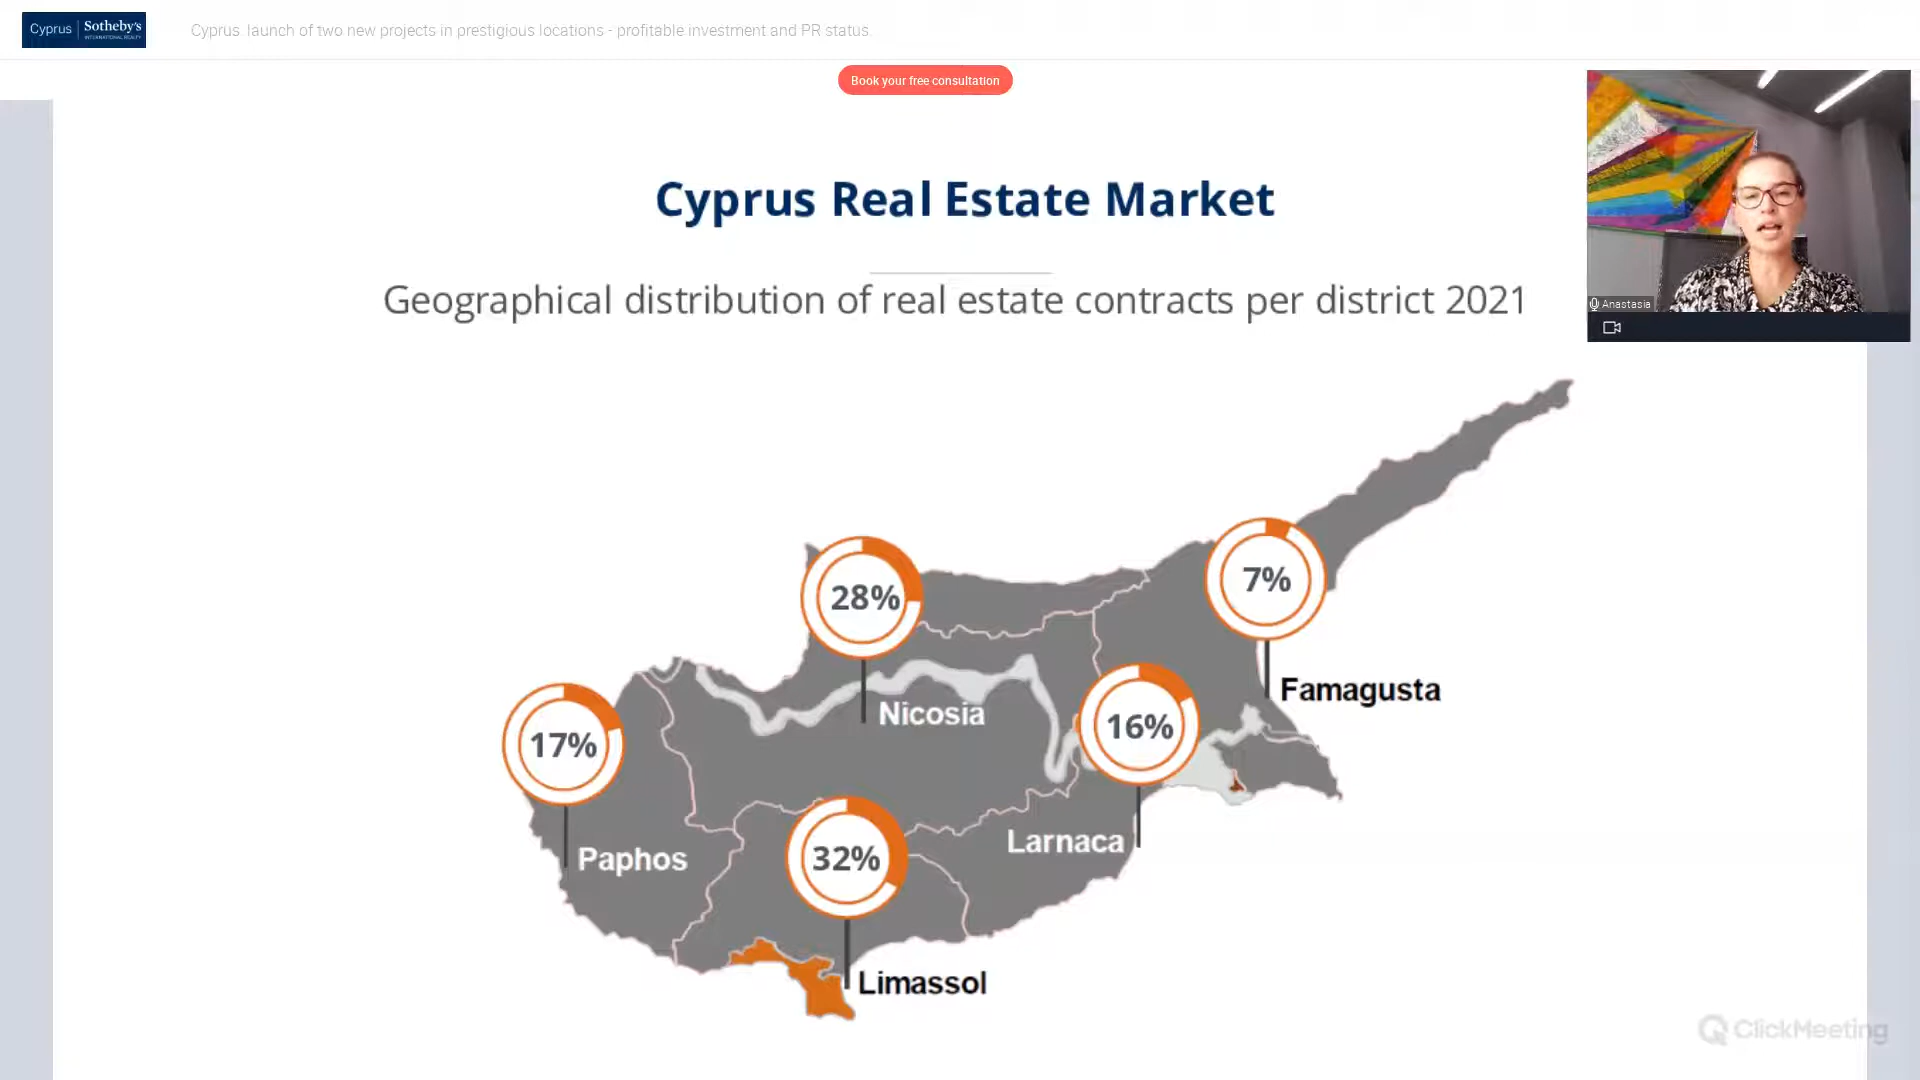 Cyprus | Sotheby's
INTERNATIONAL REALTY
Cyprus. launch of two new projects in prestigious locations - profitable investment and PR status.
Book your free consultation
Cyprus Real Estate Market
Geographical distribution of real estate contracts per district 2021
Anastasia
7%
28%
Famagusta
Nicosia
16%
17%
Larnaca
Paphos
32%
Limassol
ClickMeeting